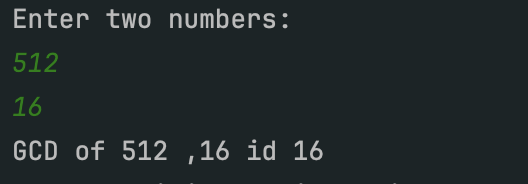 Enter two numbers:
512
16
GCD of 512 ,16 id 16